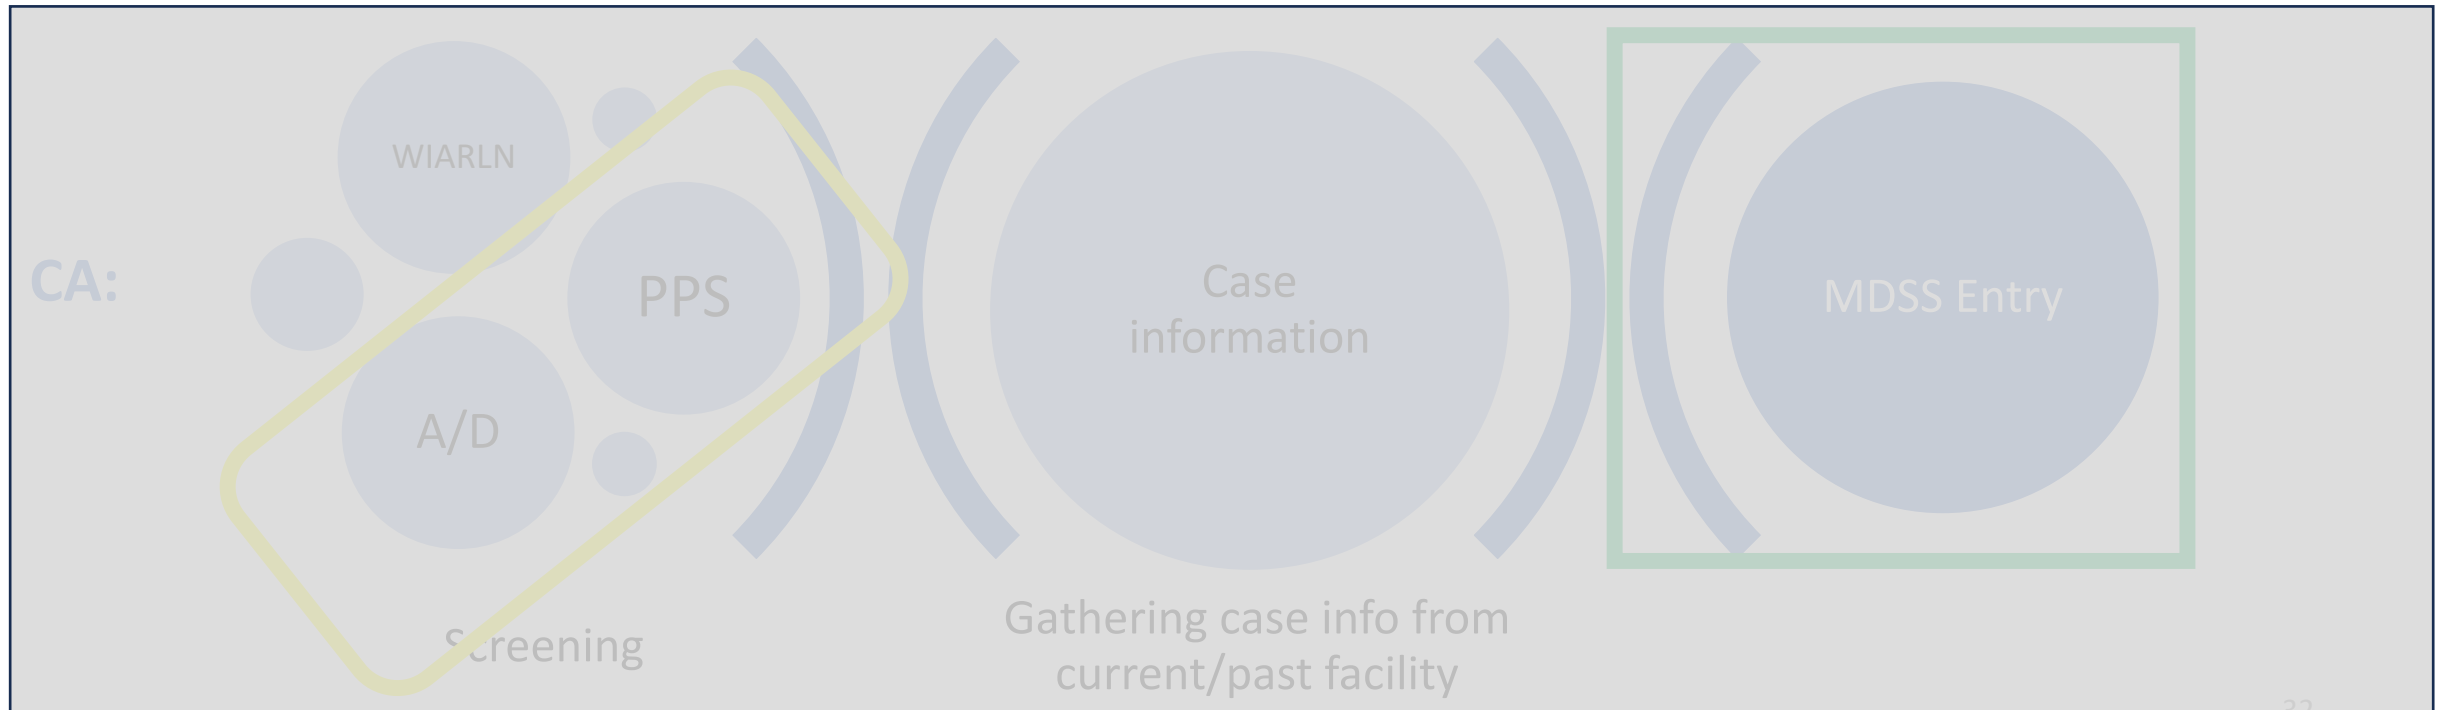 CA:
WIARLN
PPS
A/D
Screening
Case
information
Gathering case info from
current/past facility
MDSS Entry